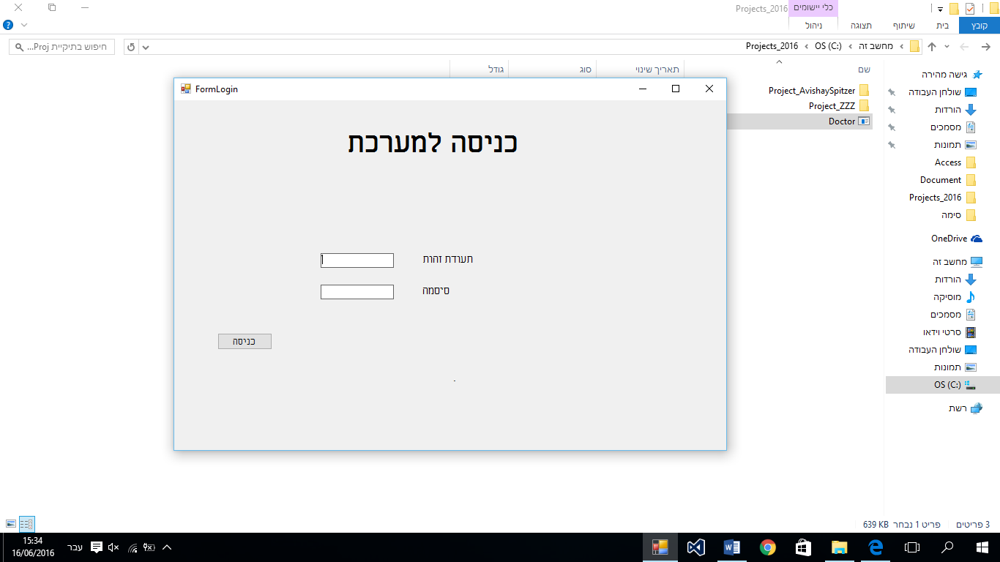 Projects_2016
כלי יישומים
קובץ
בית
שיתוף
תצוגה
ניהול
מחשב זה ‹ OS (C:) ‹ Projects_2016
חיפוש בתיקיית Proj...
שם
תאריך שינוי
סוג
גודל
Project_AvishaySpitzer
Project_ZZZ
Doctor
גישה מהירה
שולחן העבודה
הורדות
מסמכים
תמונות
Access
Document
Projects_2016
סימה
OneDrive
מחשב זה
הורדות
מוסיקה
מסמכים
סרטי וידאו
שולחן העבודה
תמונות
OS (C:)
רשת
FormLogin
כניסה למערכת
תעודת זהות
סיסמה
כניסה
3 פריטים
פריט 1 נבחר 639 KB
עבר
15:34
16/06/2016